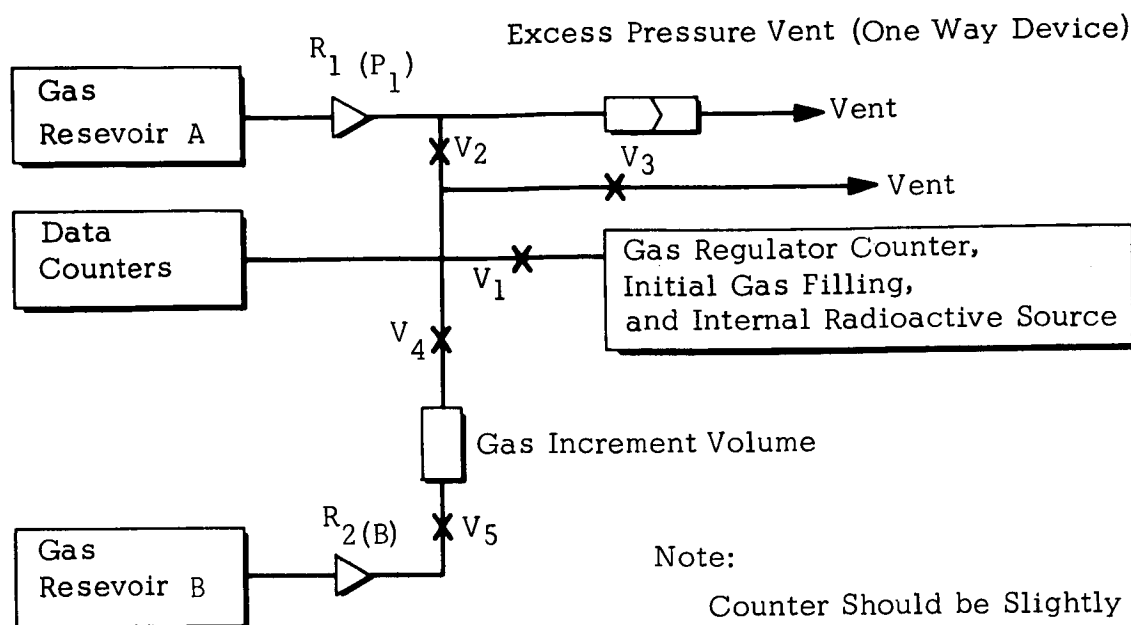 Excess Pressure Vent (One Way Device)
R1 (P1)
Gas
Resevoir A
Vent
V2
V3
Vent
Data
Counters
V1
Gas Regulator Counter,
Initial Gas Filling,
and Internal Radioactive Source
V4
Gas Increment Volume
R2(B)
V5
Gas
Resevoir B
Note:
Counter Should be Slightly